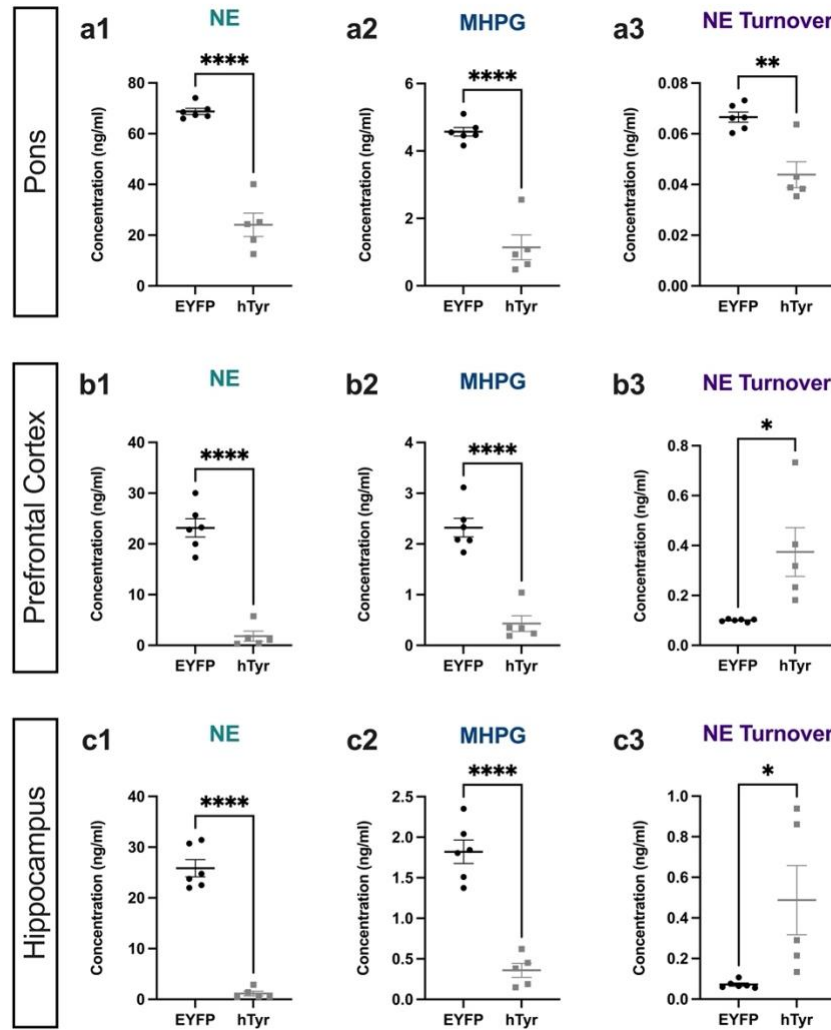 Pons
a1
NE
****
Concentration (ng/ml)
80
60
40
20
0
EYFP hTyr
a2
MHPG
****
Concentration (ng/ml)
6
4
2
0
EYFP hTyr
a3
NE Turnover
**
Concentration (ng/ml)
0.08
0.06
0.04
0.02
0.00
EYFP hTyr
Prefrontal Cortex
b1
NE
****
Concentration (ng/ml)
40
30
20
10
0
EYFP hTyr
b2
MHPG
****
Concentration (ng/ml)
4
3
2
1
0
EYFP hTyr
b3
NE Turnover
*
Concentration (ng/ml)
0.8
0.6
0.4
0.2
0.0
EYFP hTyr
Hippocampus
c1
NE
****
Concentration (ng/ml)
40
30
20
10
0
EYFP hTyr
c2
MHPG
****
Concentration (ng/ml)
2.5
2.0
1.5
1.0
0.5
0.0
EYFP hTyr
c3
NE Turnover
*
Concentration (ng/ml)
1.0
0.8
0.6
0.4
0.2
0.0
EYFP hTyr